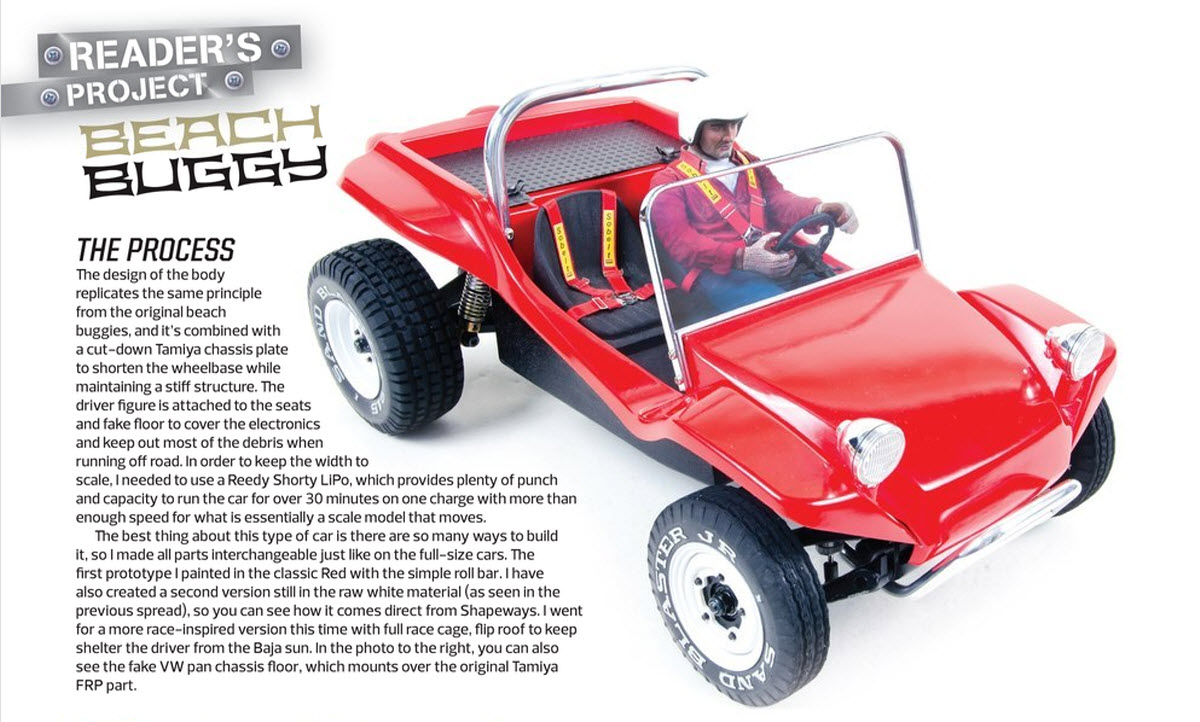 READER'S
PROJECT
BEACH
BUGGY
THE PROCESS
The design of the body
replicates the same principle
from the original beach
buggies, and it's combined with
a cut-down Tamiya chassis plate
to shorten the wheelbase while
maintaining a stiff structure. The
driver figure is attached to the seats
and fake floor to cover the electronics
and keep out most of the debris when
running off road. In order to keep the width to
scale, I needed to use a Reedy Shorty LiPo, which provides plenty of punch
and capacity to run the car for over 30 minutes on one charge with more than
enough speed for what is essentially a scale model that moves.
The best thing about this type of car is there are so many ways to build
it, so I made all parts interchangeable just like on the full-size cars. The
first prototype I painted in the classic Red with the simple roll bar. I have
also created a second version still in the raw white material (as seen in the
previous spread), so you can see how it comes direct from Shapeways. I went
for a more race-inspired version this time with full race cage, flip roof to keep
shelter the driver from the Baja sun. In the photo to the right, you can also
see the fake VW pan chassis floor, which mounts over the original Tamiya
FRP part.
Sabelt
Sabelt
SAND BL
SAND BLASTER JR.